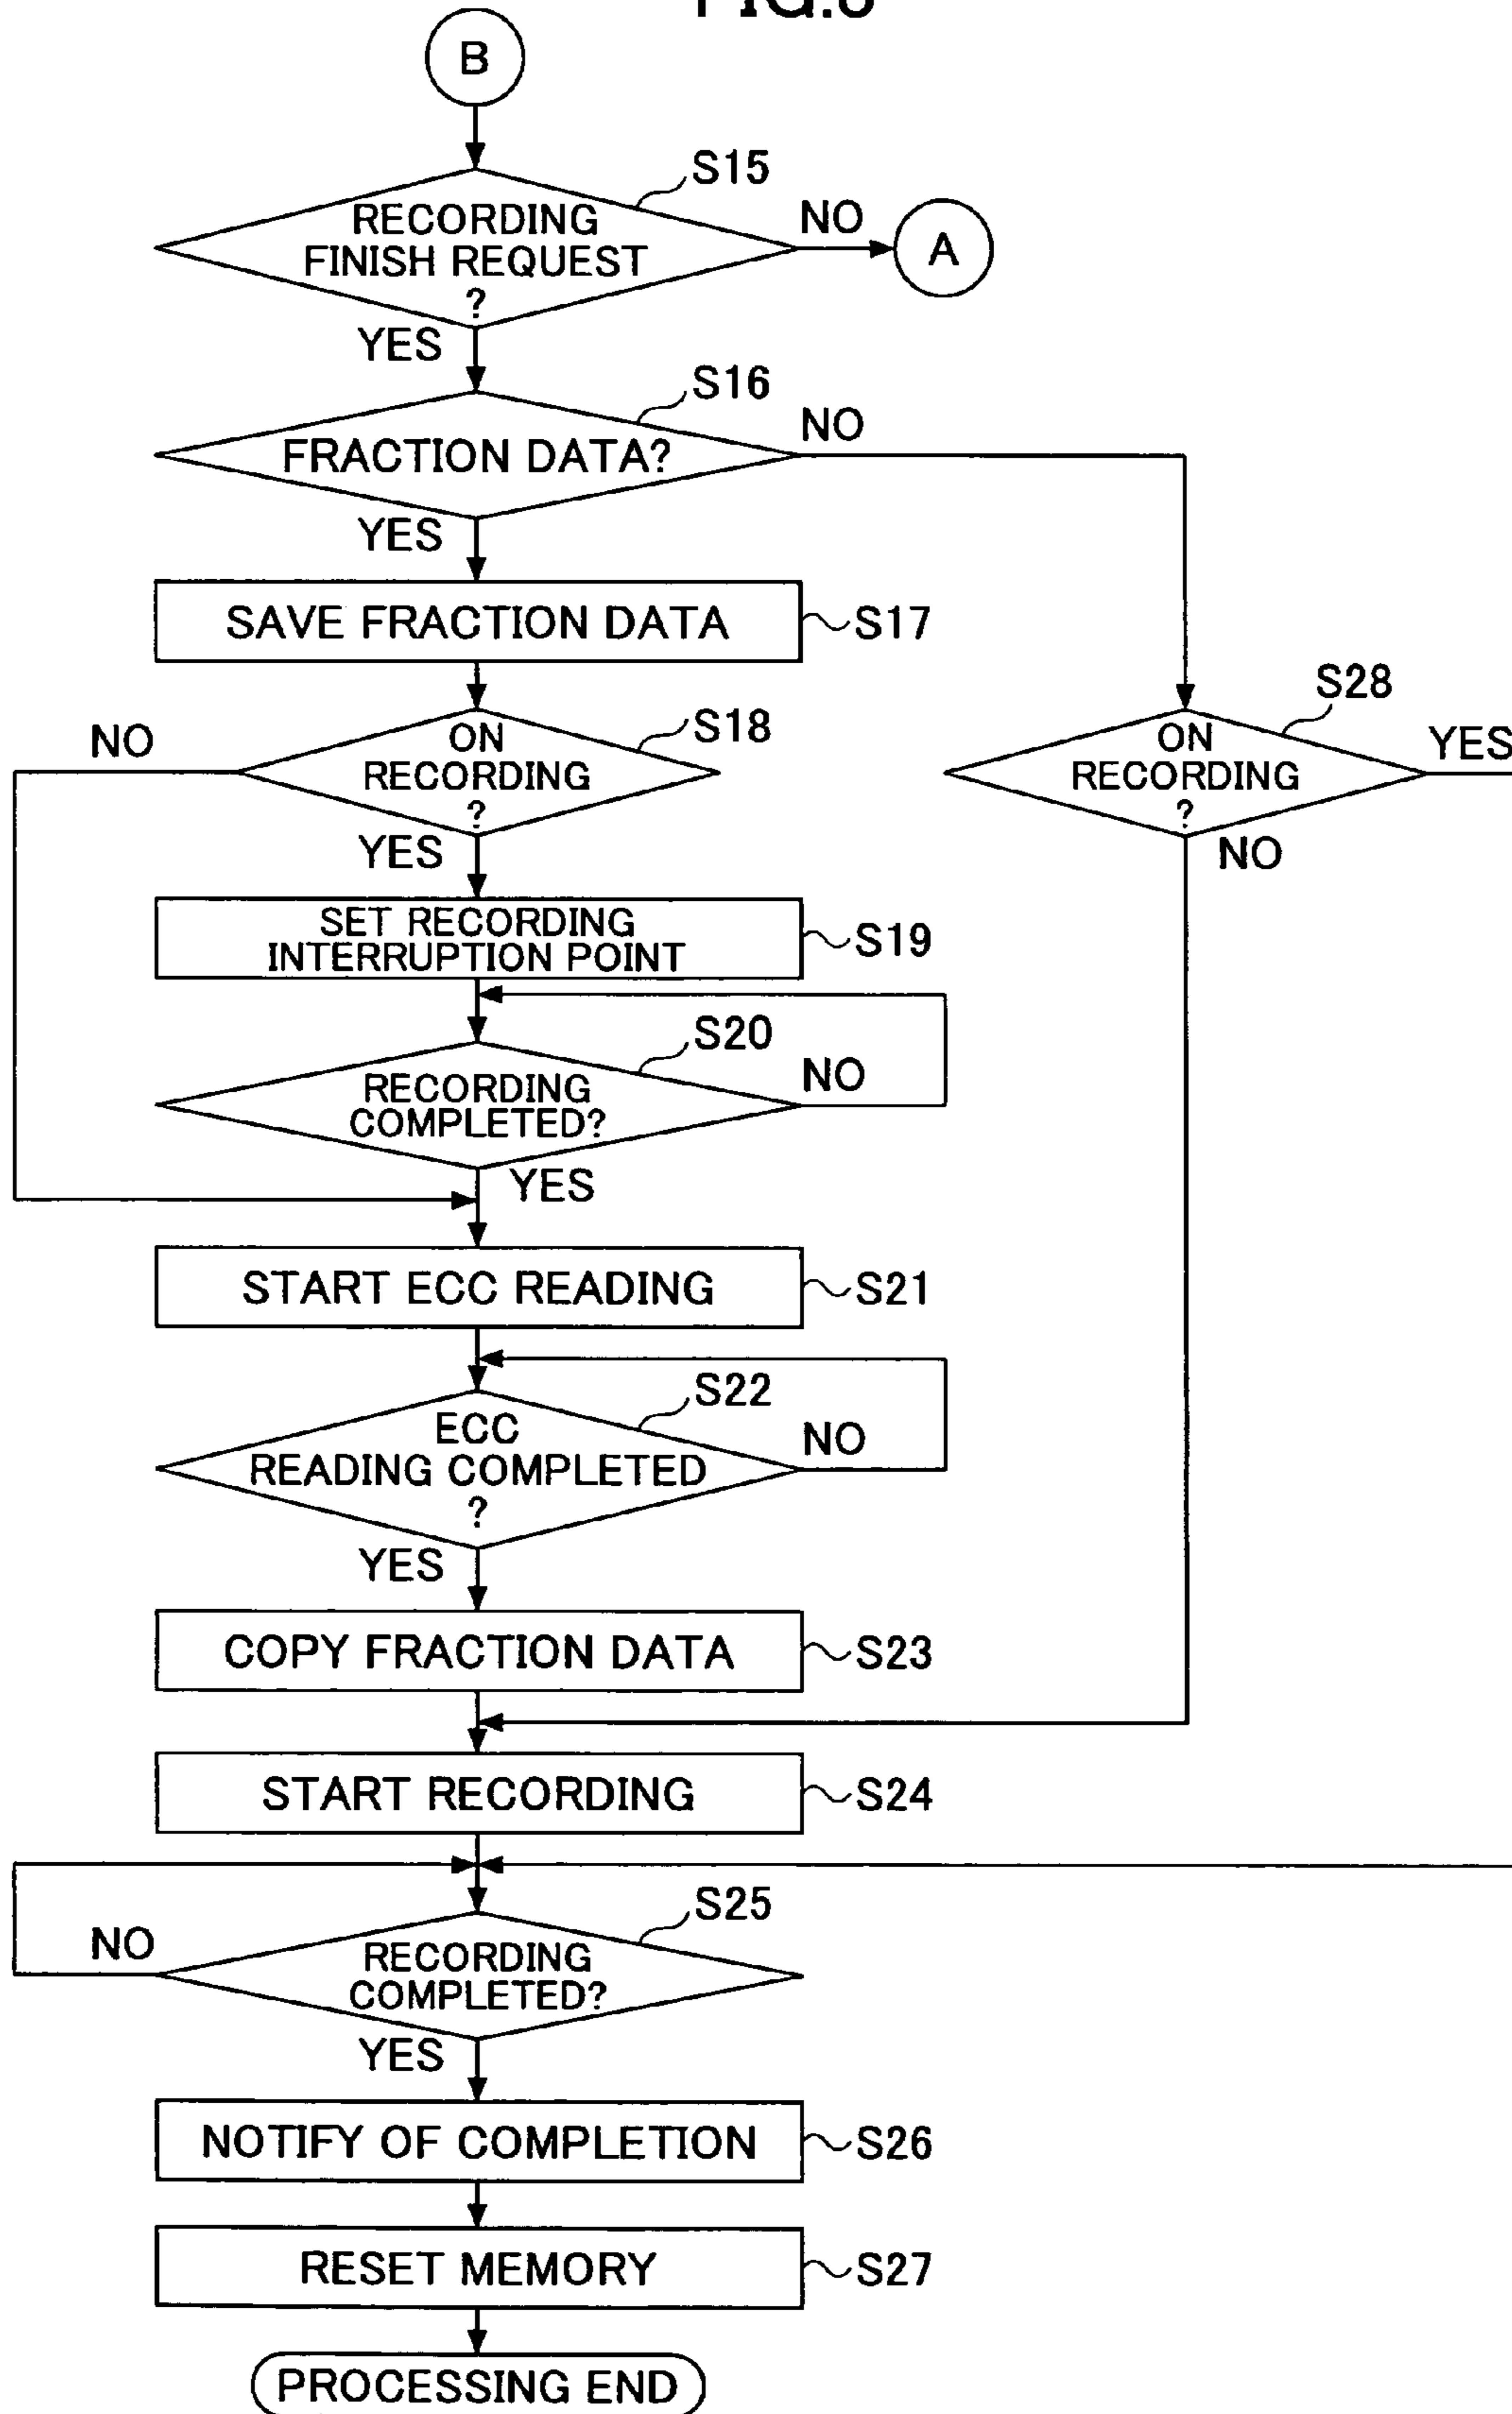 B
S15
RECORDING
FINISH REQUEST
?
NO
A
YES
S16
FRACTION DATA?
NO
YES
SAVE FRACTION DATA
S17
S28
NO
ON
RECORDING
?
S18
ON
RECORDING
?
YES
YES
NO
SET RECORDING
INTERRUPTION POINT
S19
S20
RECORDING
COMPLETED?
NO
YES
START ECC READING
S21
S22
ECC
READING COMPLETED
?
NO
YES
COPY FRACTION DATA
S23
START RECORDING
S24
S25
NO
RECORDING
COMPLETED?
YES
NOTIFY OF COMPLETION
S26
RESET MEMORY
S27
PROCESSING END